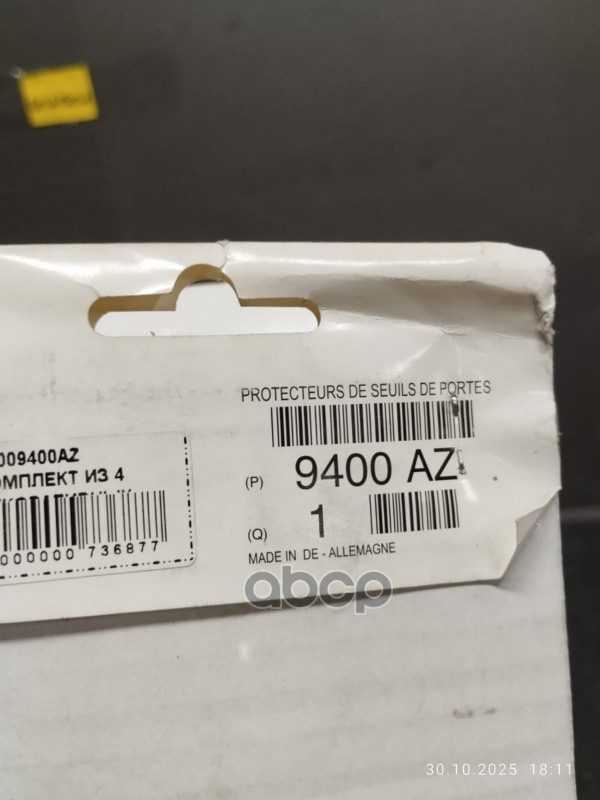 PROTECTEURS DE SEUILS DE PORTES
(P) 9400 AZ
(Q) 1
MADE IN DE - ALLEMAGNE
009400AZ
МПЛЕКТ ИЗ 4
000000 736877
abcp
30.10.2025 18:11